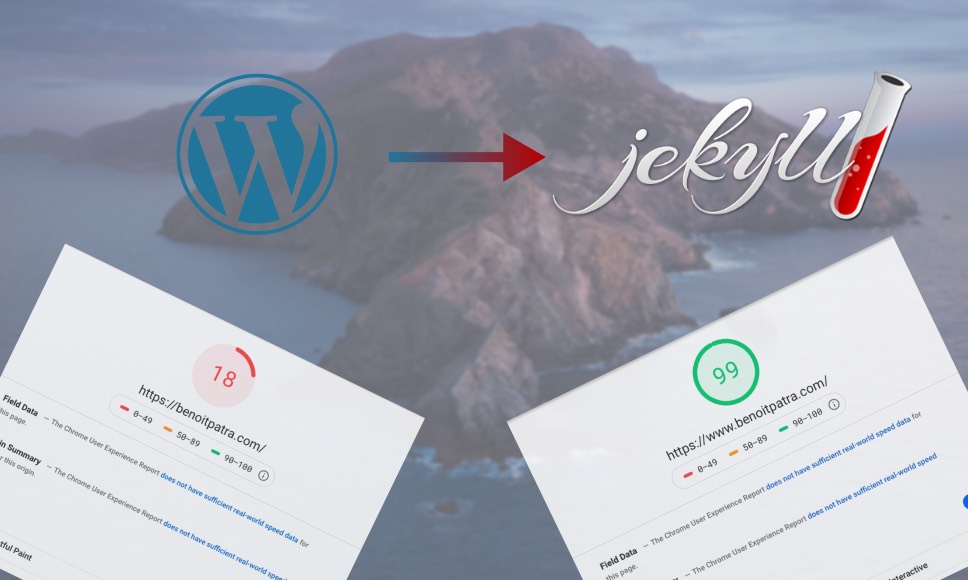 W
jekyll
18
https://benoitpatra.com/
0–49 50–89 90–100
Field Data — The Chrome User Experience Report does not have sufficient real-world speed data for
this page.
n Summary — The Chrome User Experience Report does not have sufficient real-world speed data for
this origin.
tful Paint
99
https://www.benoitpatra.com/
0–49 50–89 90–100
Field Data — The Chrome User Experience Report does not have sufficient real-world speed data for
this page.
— The Chrome User Experience Report does not have sufficient real-world speed
nteractive